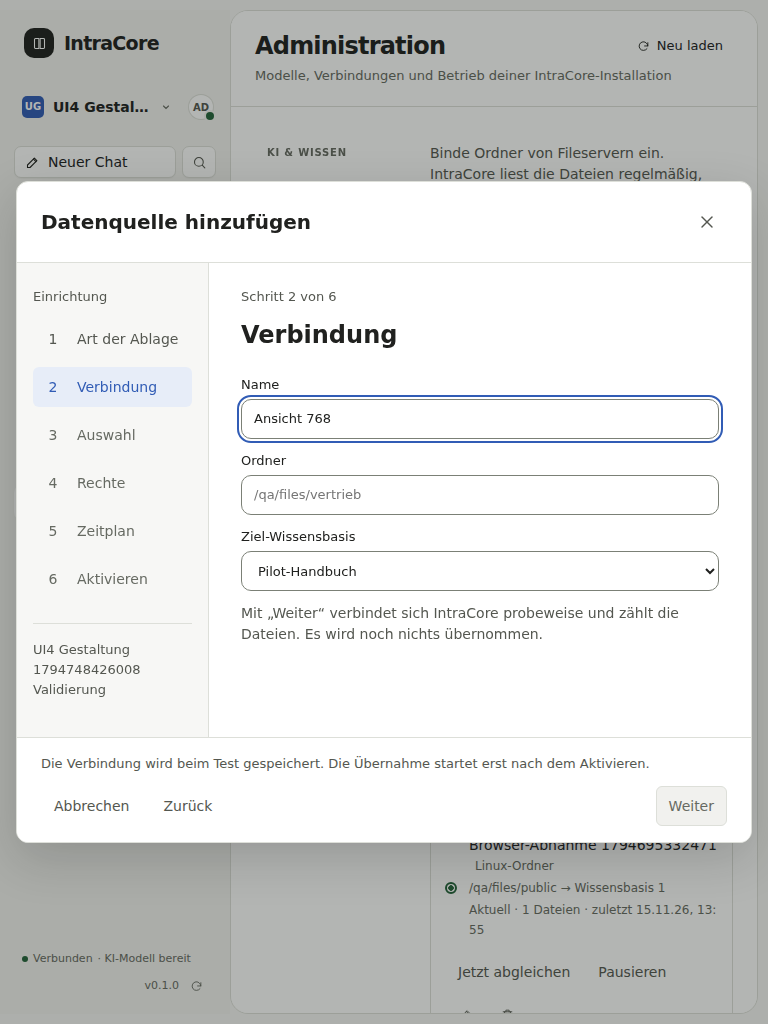 IntraCore
UG UI4 Gestal... AD
Neuer Chat
Administration
Neu laden
Modelle, Verbindungen und Betrieb deiner IntraCore-Installation
KI & WISSEN
Binde Ordner von Fileservern ein.
IntraCore liest die Dateien regelmäßig,
Datenquelle hinzufügen
Einrichtung
1 Art der Ablage
2 Verbindung
3 Auswahl
4 Rechte
5 Zeitplan
6 Aktivieren
UI4 Gestaltung
1794748426008
Validierung
Schritt 2 von 6
Verbindung
Name
Ansicht 768
Ordner
/qa/files/vertrieb
Ziel-Wissensbasis
Pilot-Handbuch
Mit „Weiter“ verbindet sich IntraCore probeweise und zählt die
Dateien. Es wird noch nichts übernommen.
Die Verbindung wird beim Test gespeichert. Die Übernahme startet erst nach dem Aktivieren.
Abbrechen Zurück Weiter
Browser-Abnahme 1794695332471
Linux-Ordner
/qa/files/public → Wissensbasis 1
Aktuell · 1 Dateien · zuletzt 15.11.26, 13:
55
Jetzt abgleichen Pausieren
Verbunden · KI-Modell bereit
v0.1.0